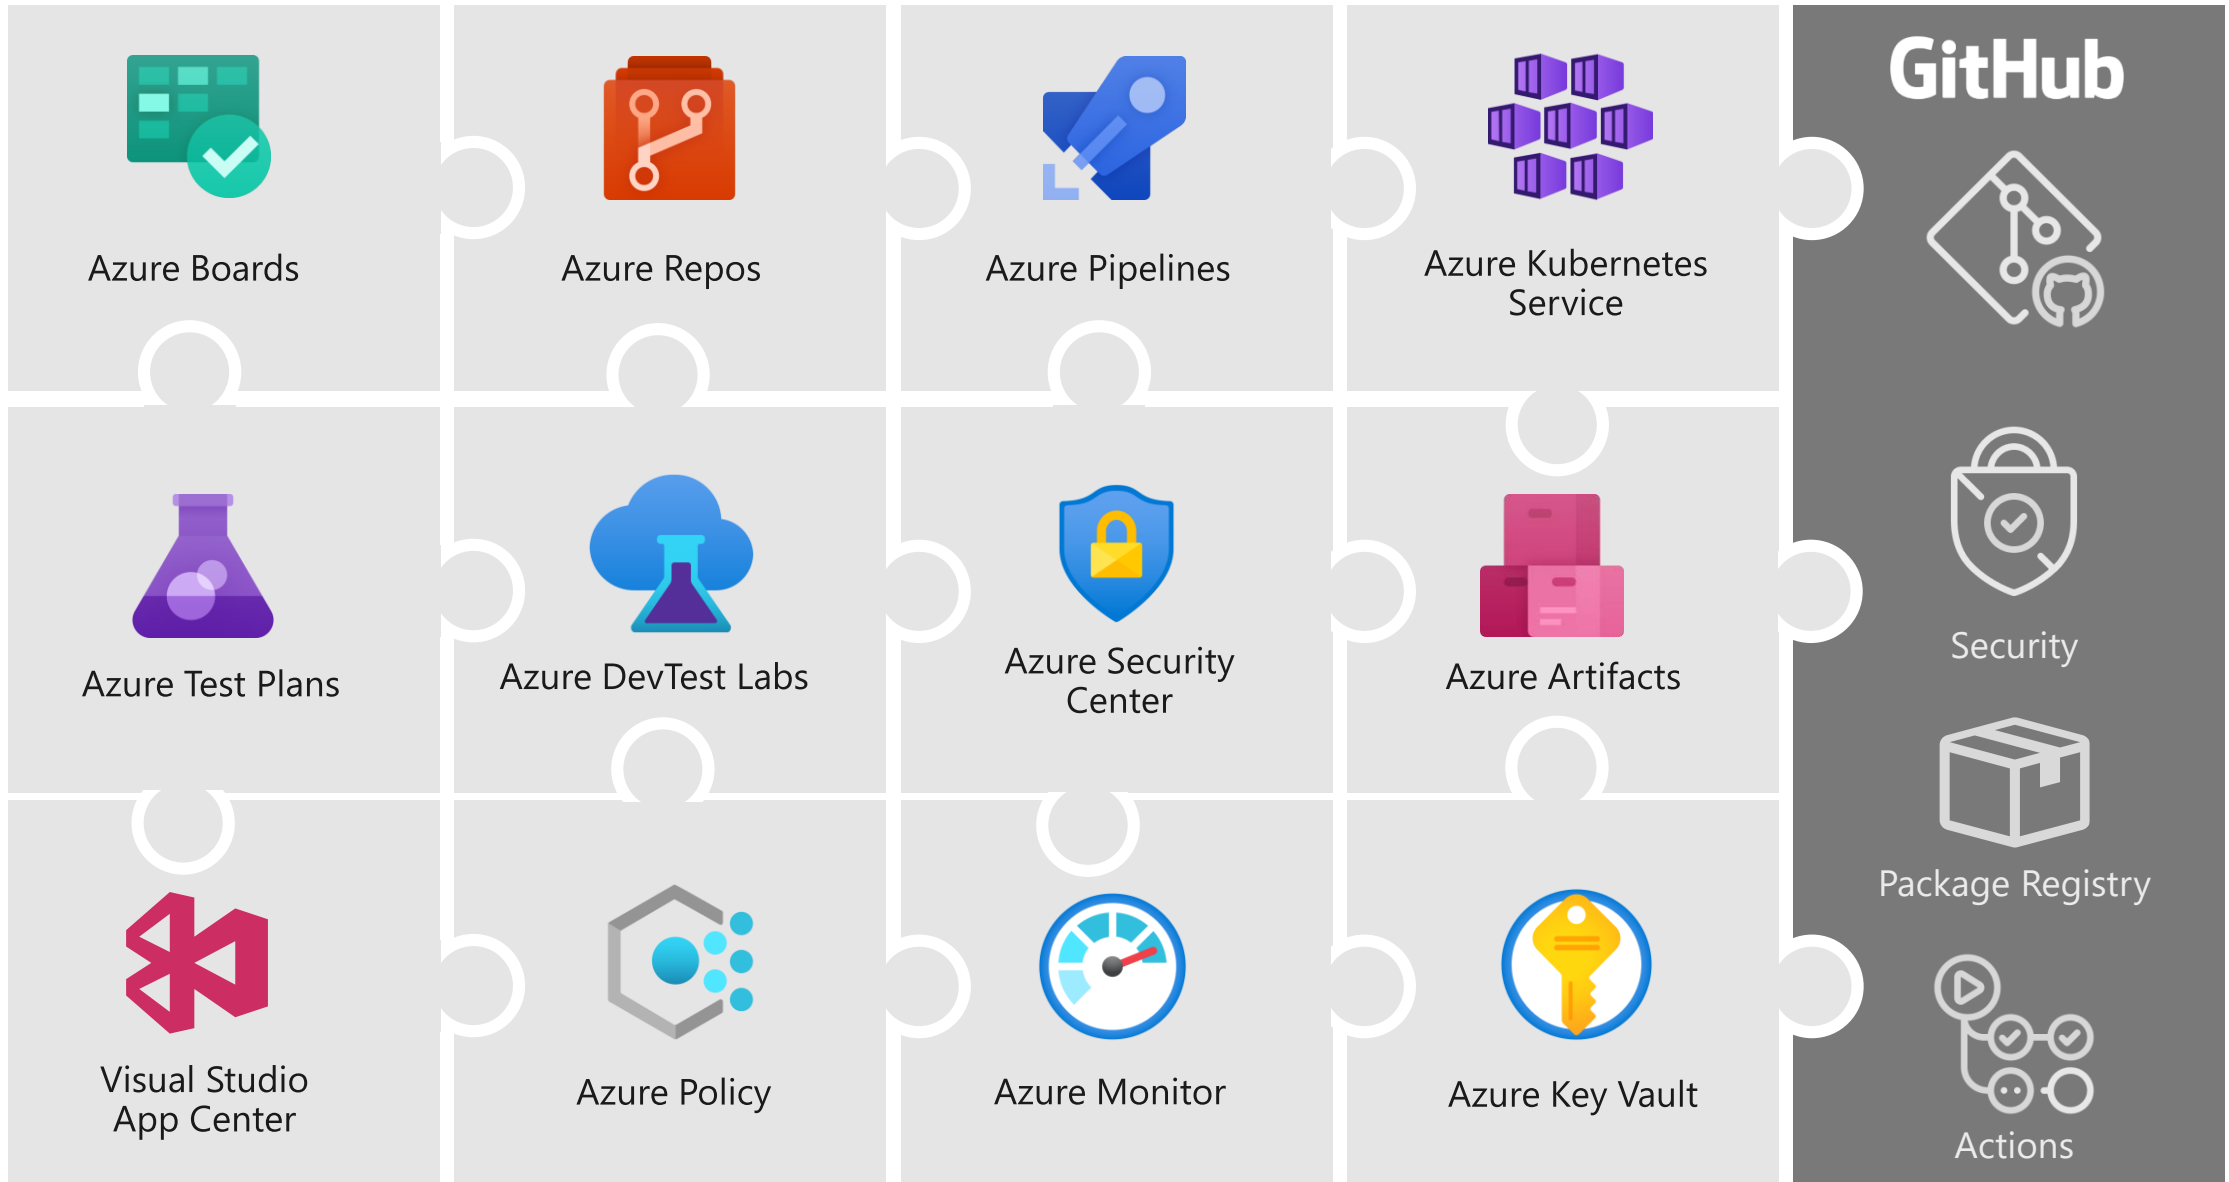 Azure Boards
Azure Repos
Azure Pipelines
Azure Kubernetes
Service
GitHub
Azure Test Plans
Azure DevTest Labs
Azure Security
Center
Azure Artifacts
Security
Package Registry
Visual Studio
App Center
Azure Policy
Azure Monitor
Azure Key Vault
Actions